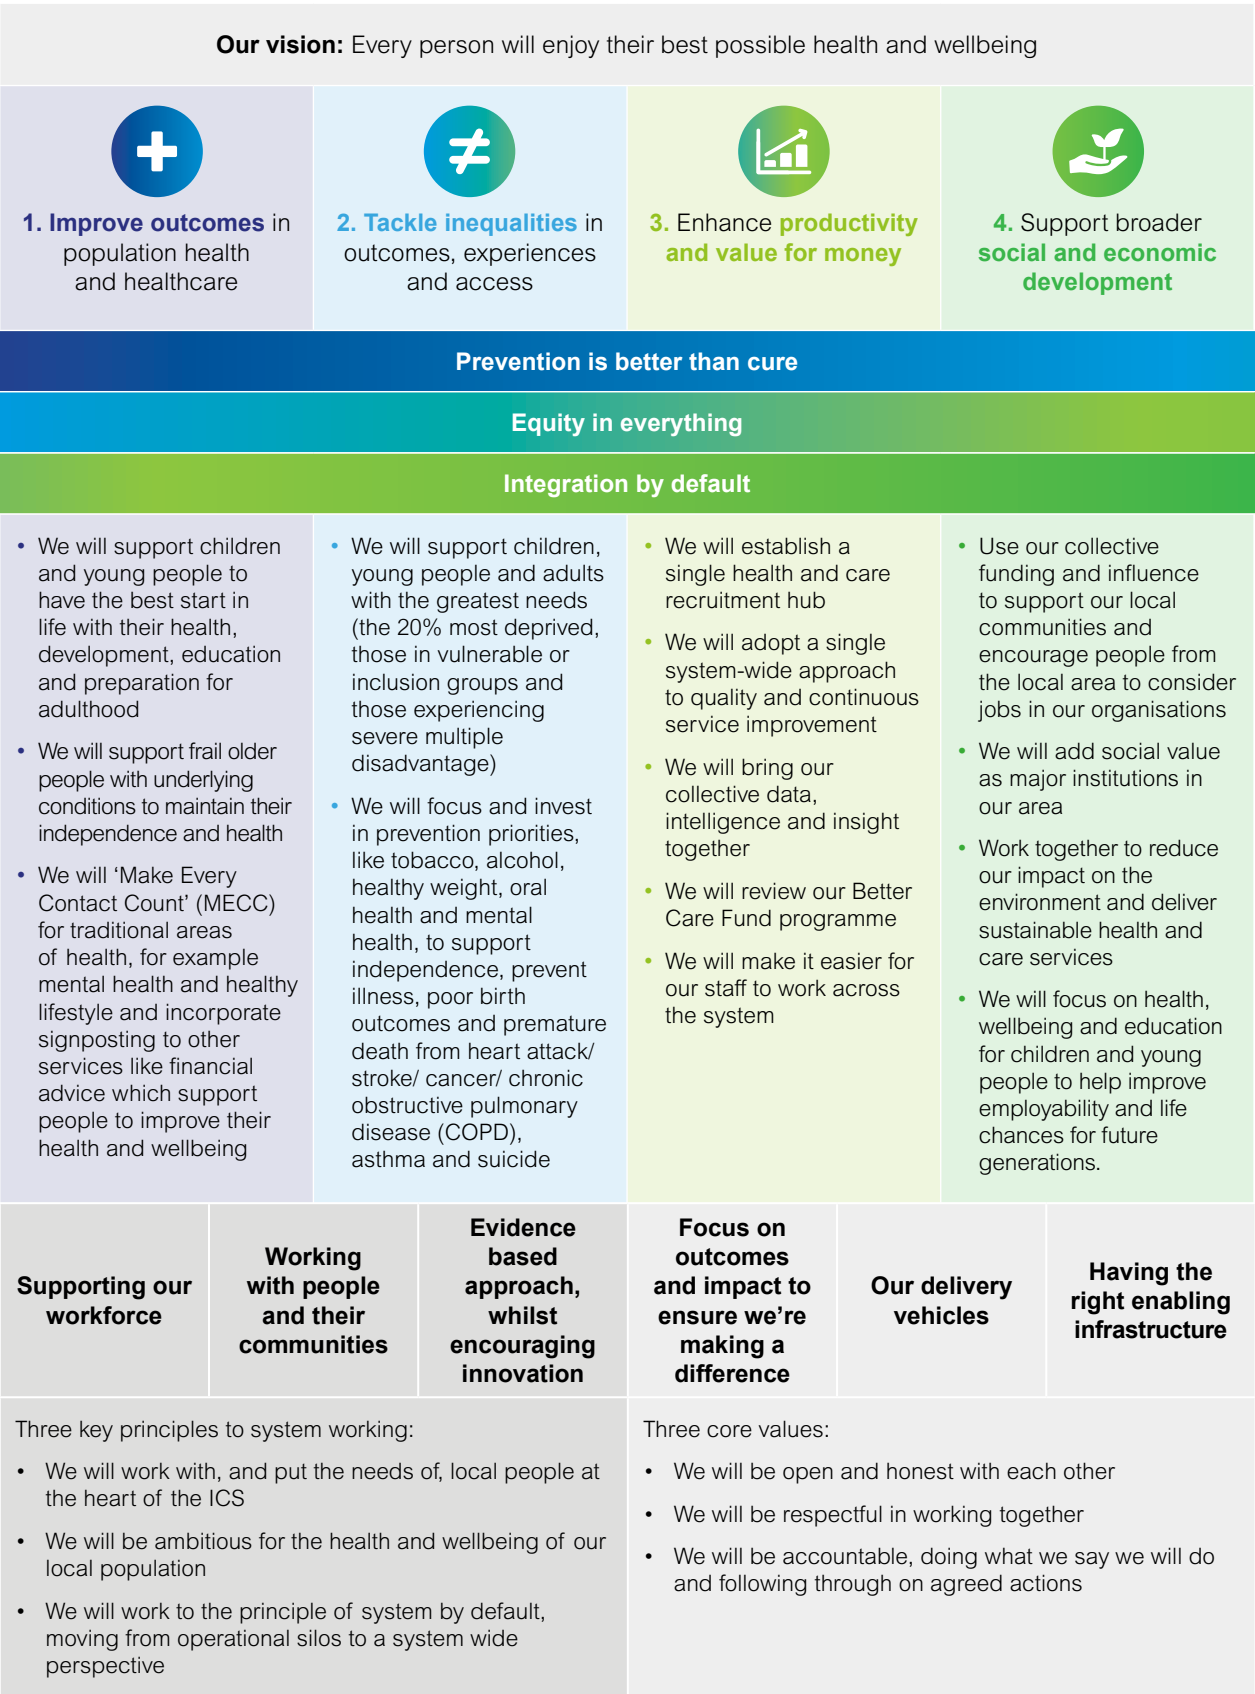 Our vision: Every person will enjoy their best possible health and wellbeing
1. Improve outcomes in
population health
and healthcare
2. Tackle inequalities in
outcomes, experiences
and access
3. Enhance productivity
and value for money
4. Support broader
social and economic
development
Prevention is better than cure
Equity in everything
Integration by default
• We will support children
and young people to
have the best start in
life with their health,
development, education
and preparation for
adulthood
• We will support frail older
people with underlying
conditions to maintain their
independence and health
• We will ‘Make Every
Contact Count’ (MECC)
for traditional areas
of health, for example
mental health and healthy
lifestyle and incorporate
signposting to other
services like financial
advice which support
people to improve their
health and wellbeing
• We will support children,
young people and adults
with the greatest needs
(the 20% most deprived,
those in vulnerable or
inclusion groups and
those experiencing
severe multiple
disadvantage)
• We will focus and invest
in prevention priorities,
like tobacco, alcohol,
healthy weight, oral
health and mental
health, to support
independence, prevent
illness, poor birth
outcomes and premature
death from heart attack/
stroke/ cancer/ chronic
obstructive pulmonary
disease (COPD),
asthma and suicide
• We will establish a
single health and care
recruitment hub
• We will adopt a single
system-wide approach
to quality and continuous
service improvement
• We will bring our
collective data,
intelligence and insight
together
• We will review our Better
Care Fund programme
• We will make it easier for
our staff to work across
the system
• Use our collective
funding and influence
to support our local
communities and
encourage people from
the local area to consider
jobs in our organisations
• We will add social value
as major institutions in
our area
• Work together to reduce
our impact on the
environment and deliver
sustainable health and
care services
• We will focus on health,
wellbeing and education
for children and young
people to help improve
employability and life
chances for future
generations.
Supporting our
workforce
Working
with people
and their
communities
Evidence
based
approach,
whilst
encouraging
innovation
Focus on
outcomes
and impact to
ensure we’re
making a
difference
Our delivery
vehicles
Having the
right enabling
infrastructure
Three key principles to system working:
• We will work with, and put the needs of, local people at
the heart of the ICS
• We will be ambitious for the health and wellbeing of our
local population
• We will work to the principle of system by default,
moving from operational silos to a system wide
perspective
Three core values:
• We will be open and honest with each other
• We will be respectful in working together
• We will be accountable, doing what we say we will do
and following through on agreed actions